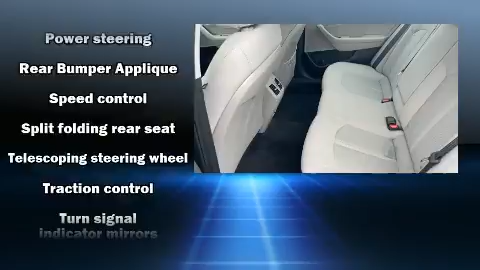 Power steering
Rear Bumper Applique
Speed control
Split folding rear seat
Telescoping steering wheel
Traction control
Turn signal
indicator mirrors